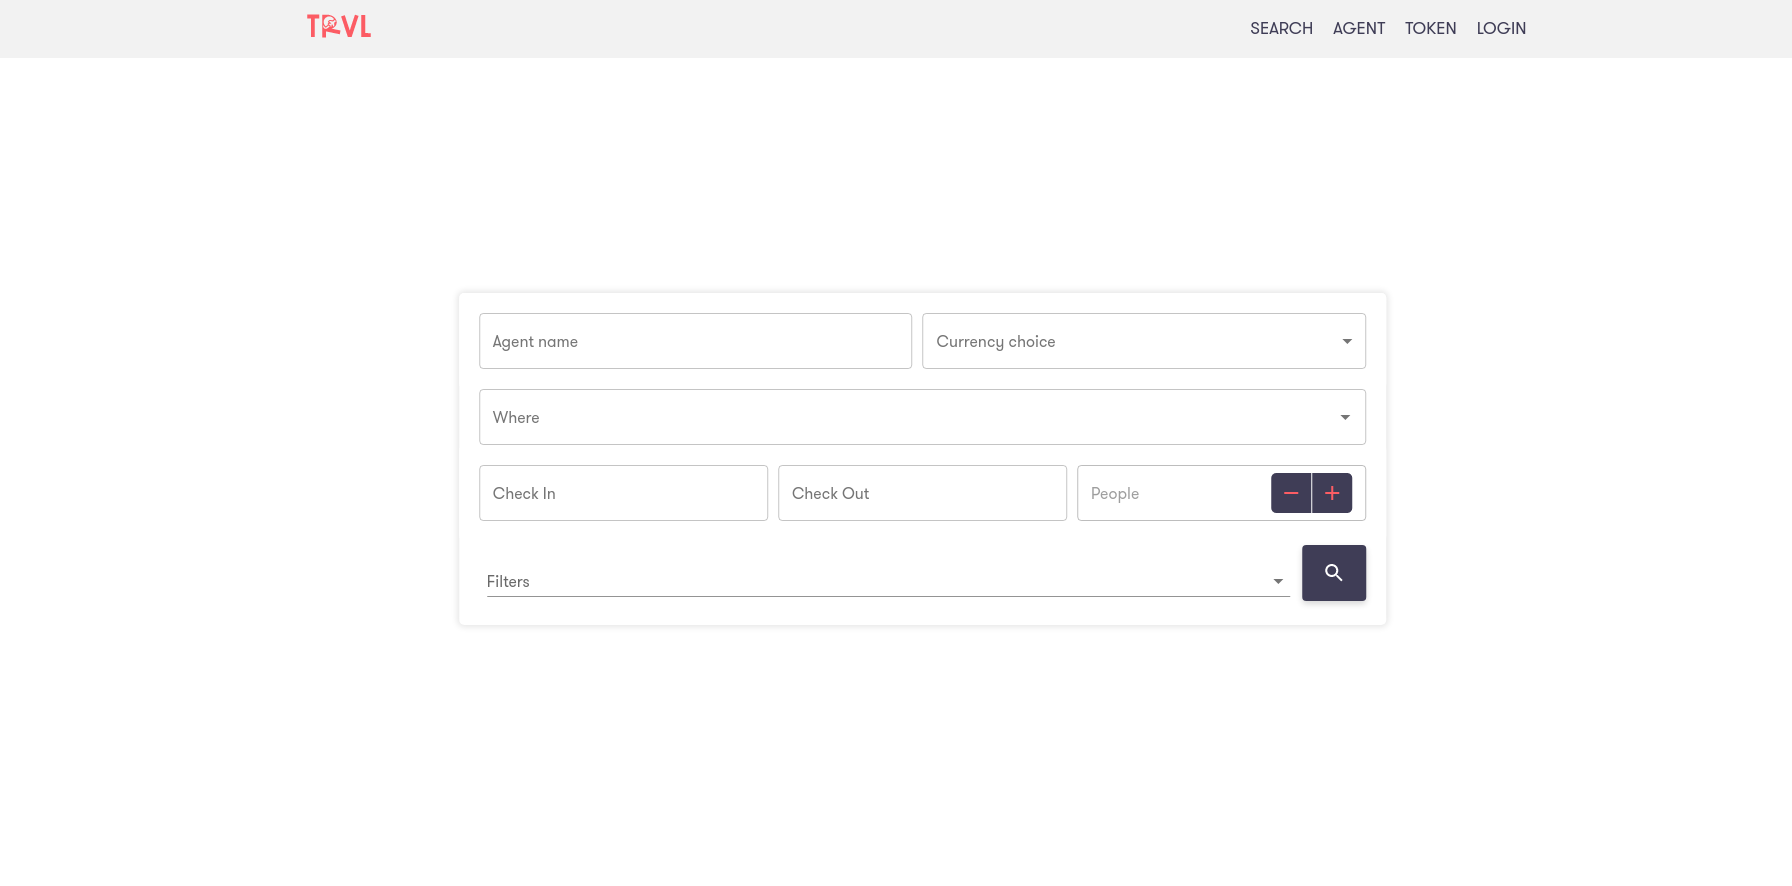 TRVL
SEARCH AGENT TOKEN LOGIN
Agent name
Currency choice
Where
Check In
Check Out
People
Filters